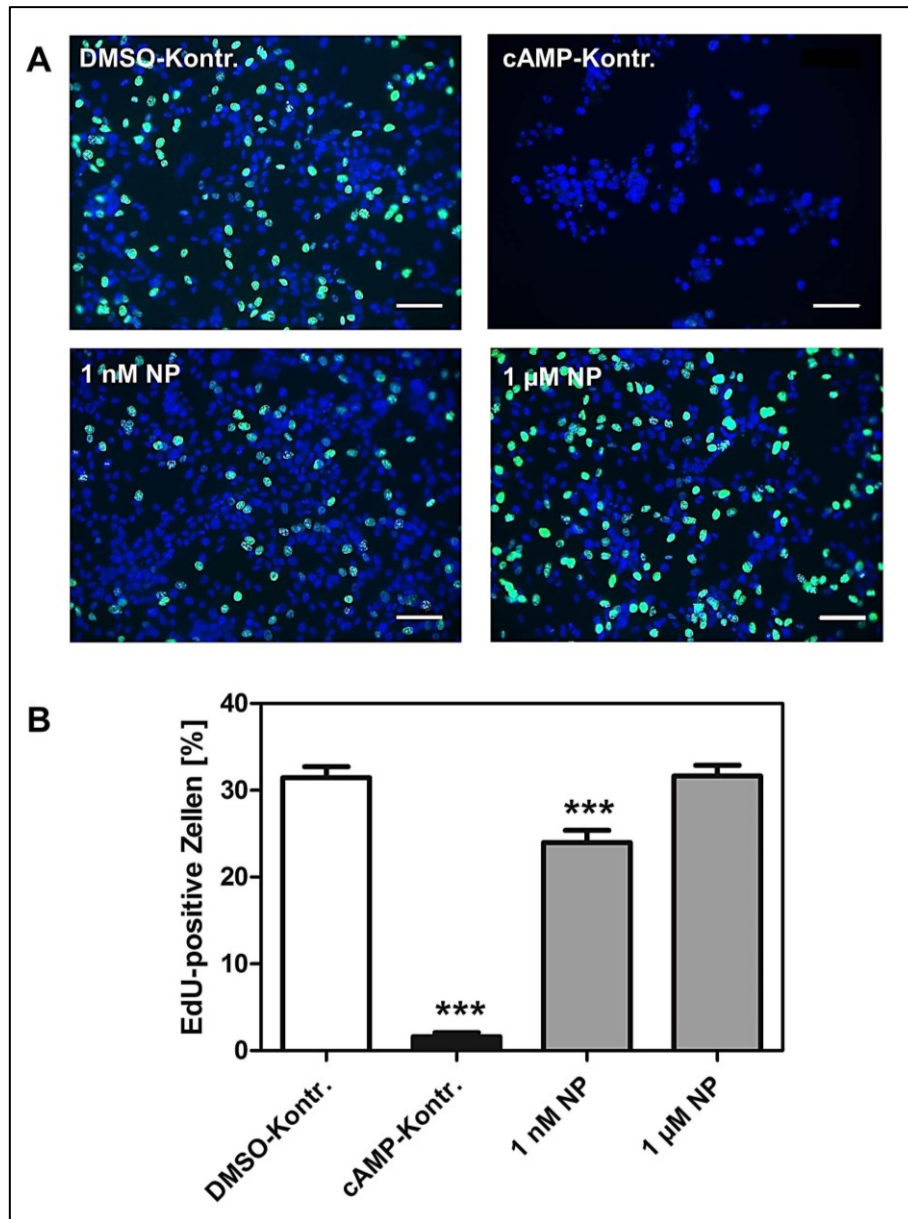 A
DMSO-Kontr.
cAMP-Kontr.
1 nM NP
1 µM NP
B
EdU-positive Zellen [%]
40
30
20
10
0
***
***
DMSO-Kontr.
cAMP-Kontr.
1 nM NP
1 µM NP